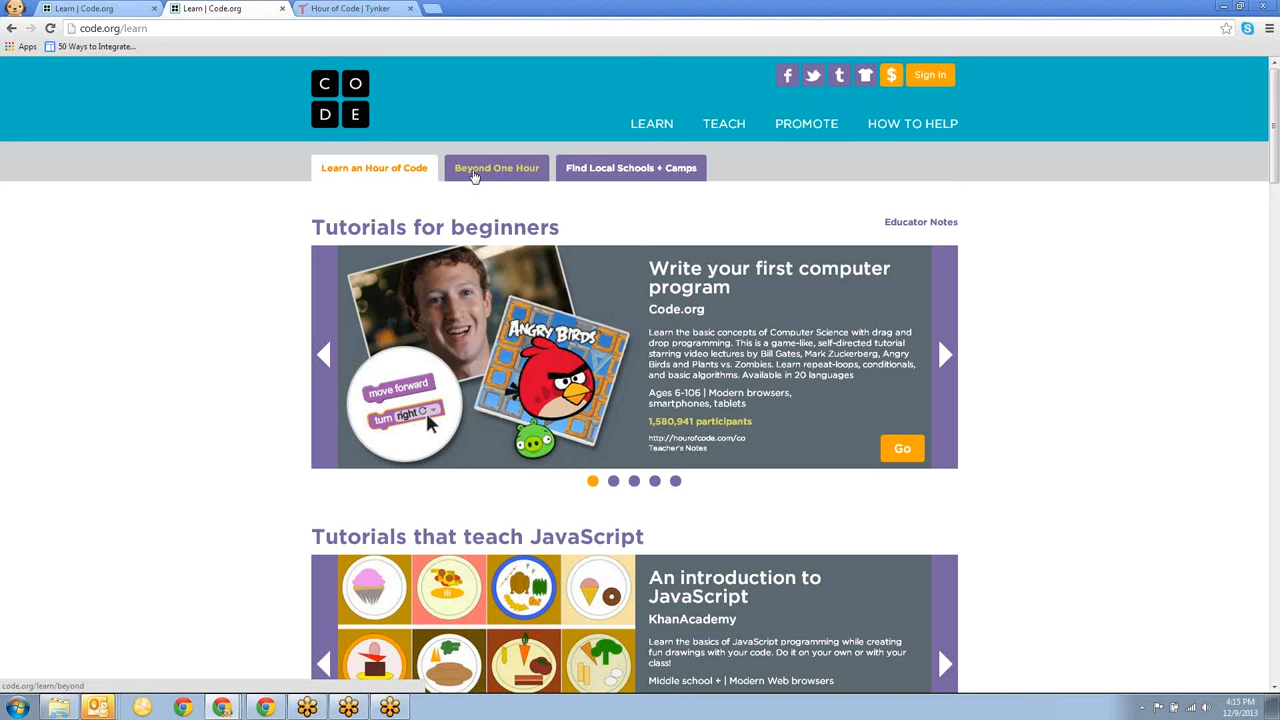 Learn | Code.org
Learn | Code.org
Hour of Code | Tynker
code.org/learn
Apps
50 Ways to Integrate...
C O
D E
f t $ Sign in
LEARN TEACH PROMOTE HOW TO HELP
Learn an Hour of Code
Beyond One Hour
Find Local Schools + Camps
Tutorials for beginners
Educator Notes
ANGRY BIRDS
move forward
turn right
Write your first computer
program
Code.org
Learn the basic concepts of Computer Science with drag and
drop programming. This is a game-like, self-directed tutorial
starring video lectures by Bill Gates, Mark Zuckerberg, Angry
Birds and Plants vs. Zombies. Learn repeat-loops, conditionals,
and basic algorithms. Available in 20 languages
Ages 6-106 | Modern browsers,
smartphones, tablets
1,580,941 participants
http://hourofcode.com/co
Teacher's Notes
Go
Tutorials that teach JavaScript
An introduction to
JavaScript
KhanAcademy
Learn the basics of JavaScript programming while creating
fun drawings with your code. Do it on your own or with your
class!
Middle school + | Modern Web browsers
code.org/learn/beyond
4:15 PM
12/9/2013